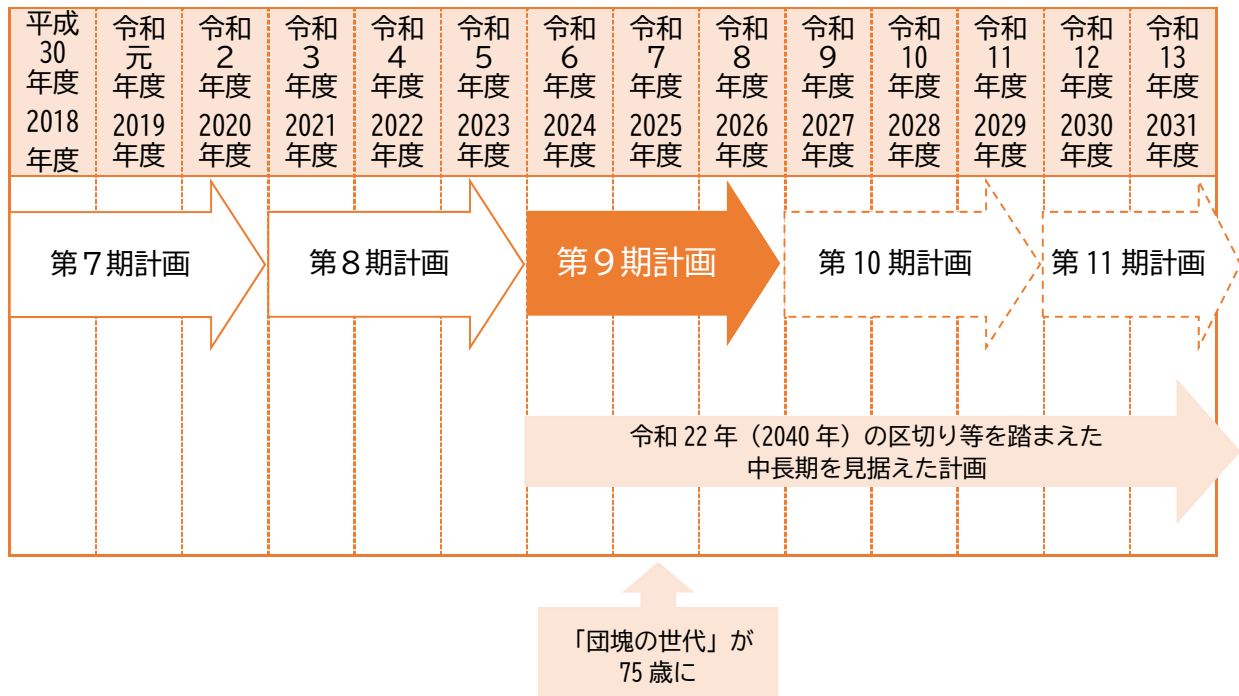 平成
30
年度
2018
年度
令和
元
年度
2019
年度
令和
２
年度
2020
年度
令和
３
年度
2021
年度
令和
４
年度
2022
年度
令和
５
年度
2023
年度
令和
６
年度
2024
年度
令和
７
年度
2025
年度
令和
８
年度
2026
年度
令和
９
年度
2027
年度
令和
10
年度
2028
年度
令和
11
年度
2029
年度
令和
12
年度
2030
年度
令和
13
年度
2031
年度
第７期計画
第８期計画
第９期計画
第 10 期計画
第 11 期計画
令和 22 年（2040 年）の区切り等を踏まえた
中長期を見据えた計画
「団塊の世代」が
75 歳に